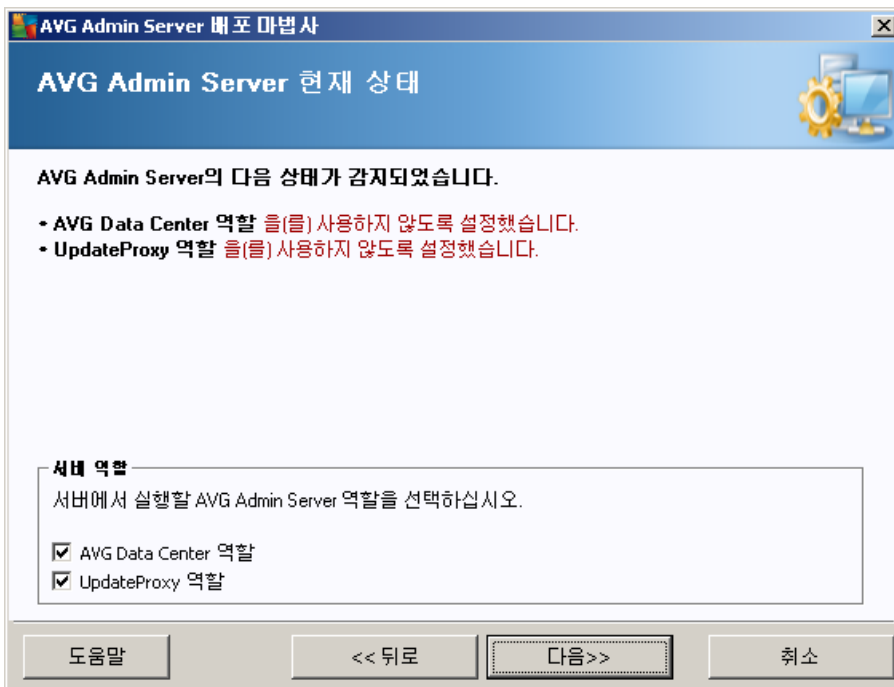 AVG Admin Server 배포 마법사
AVG Admin Server 현재 상태
AVG Admin Server의 다음 상태가 감지되었습니다.
• AVG Data Center 역할 을(를) 사용하지 않도록 설정했습니다.
• UpdateProxy 역할 을(를) 사용하지 않도록 설정했습니다.
서버 역할
서버에서 실행할 AVG Admin Server 역할을 선택하십시오.
AVG Data Center 역할
UpdateProxy 역할
도움말
<< 뒤로
다음>>
취소